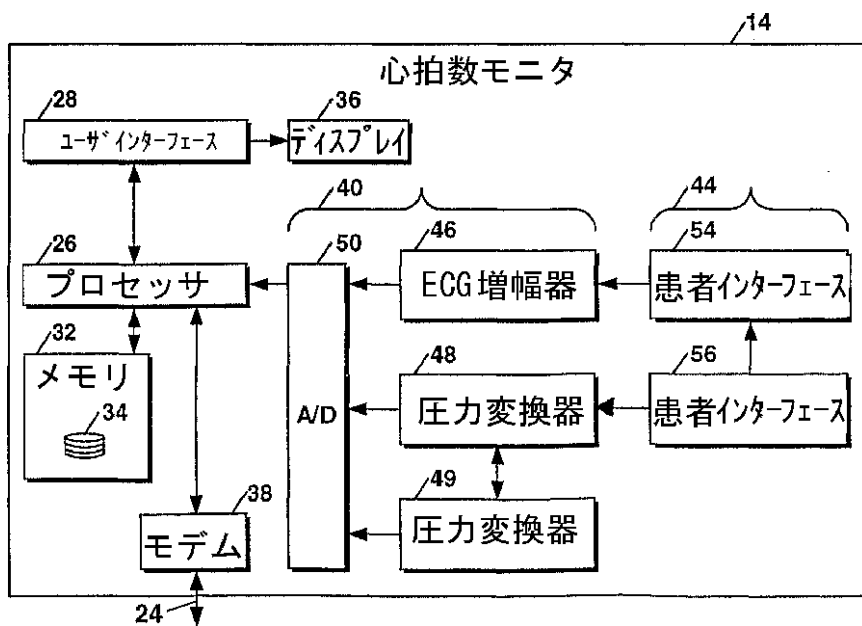 14
心拍数モニタ
28
ユーザインターフェース
36
ディスプレイ
40
44
26
プロセッサ
50
A/D
46
ECG増幅器
54
患者インターフェース
32
メモリ
34
48
圧力変換器
56
患者インターフェース
38
モデム
49
圧力変換器
24